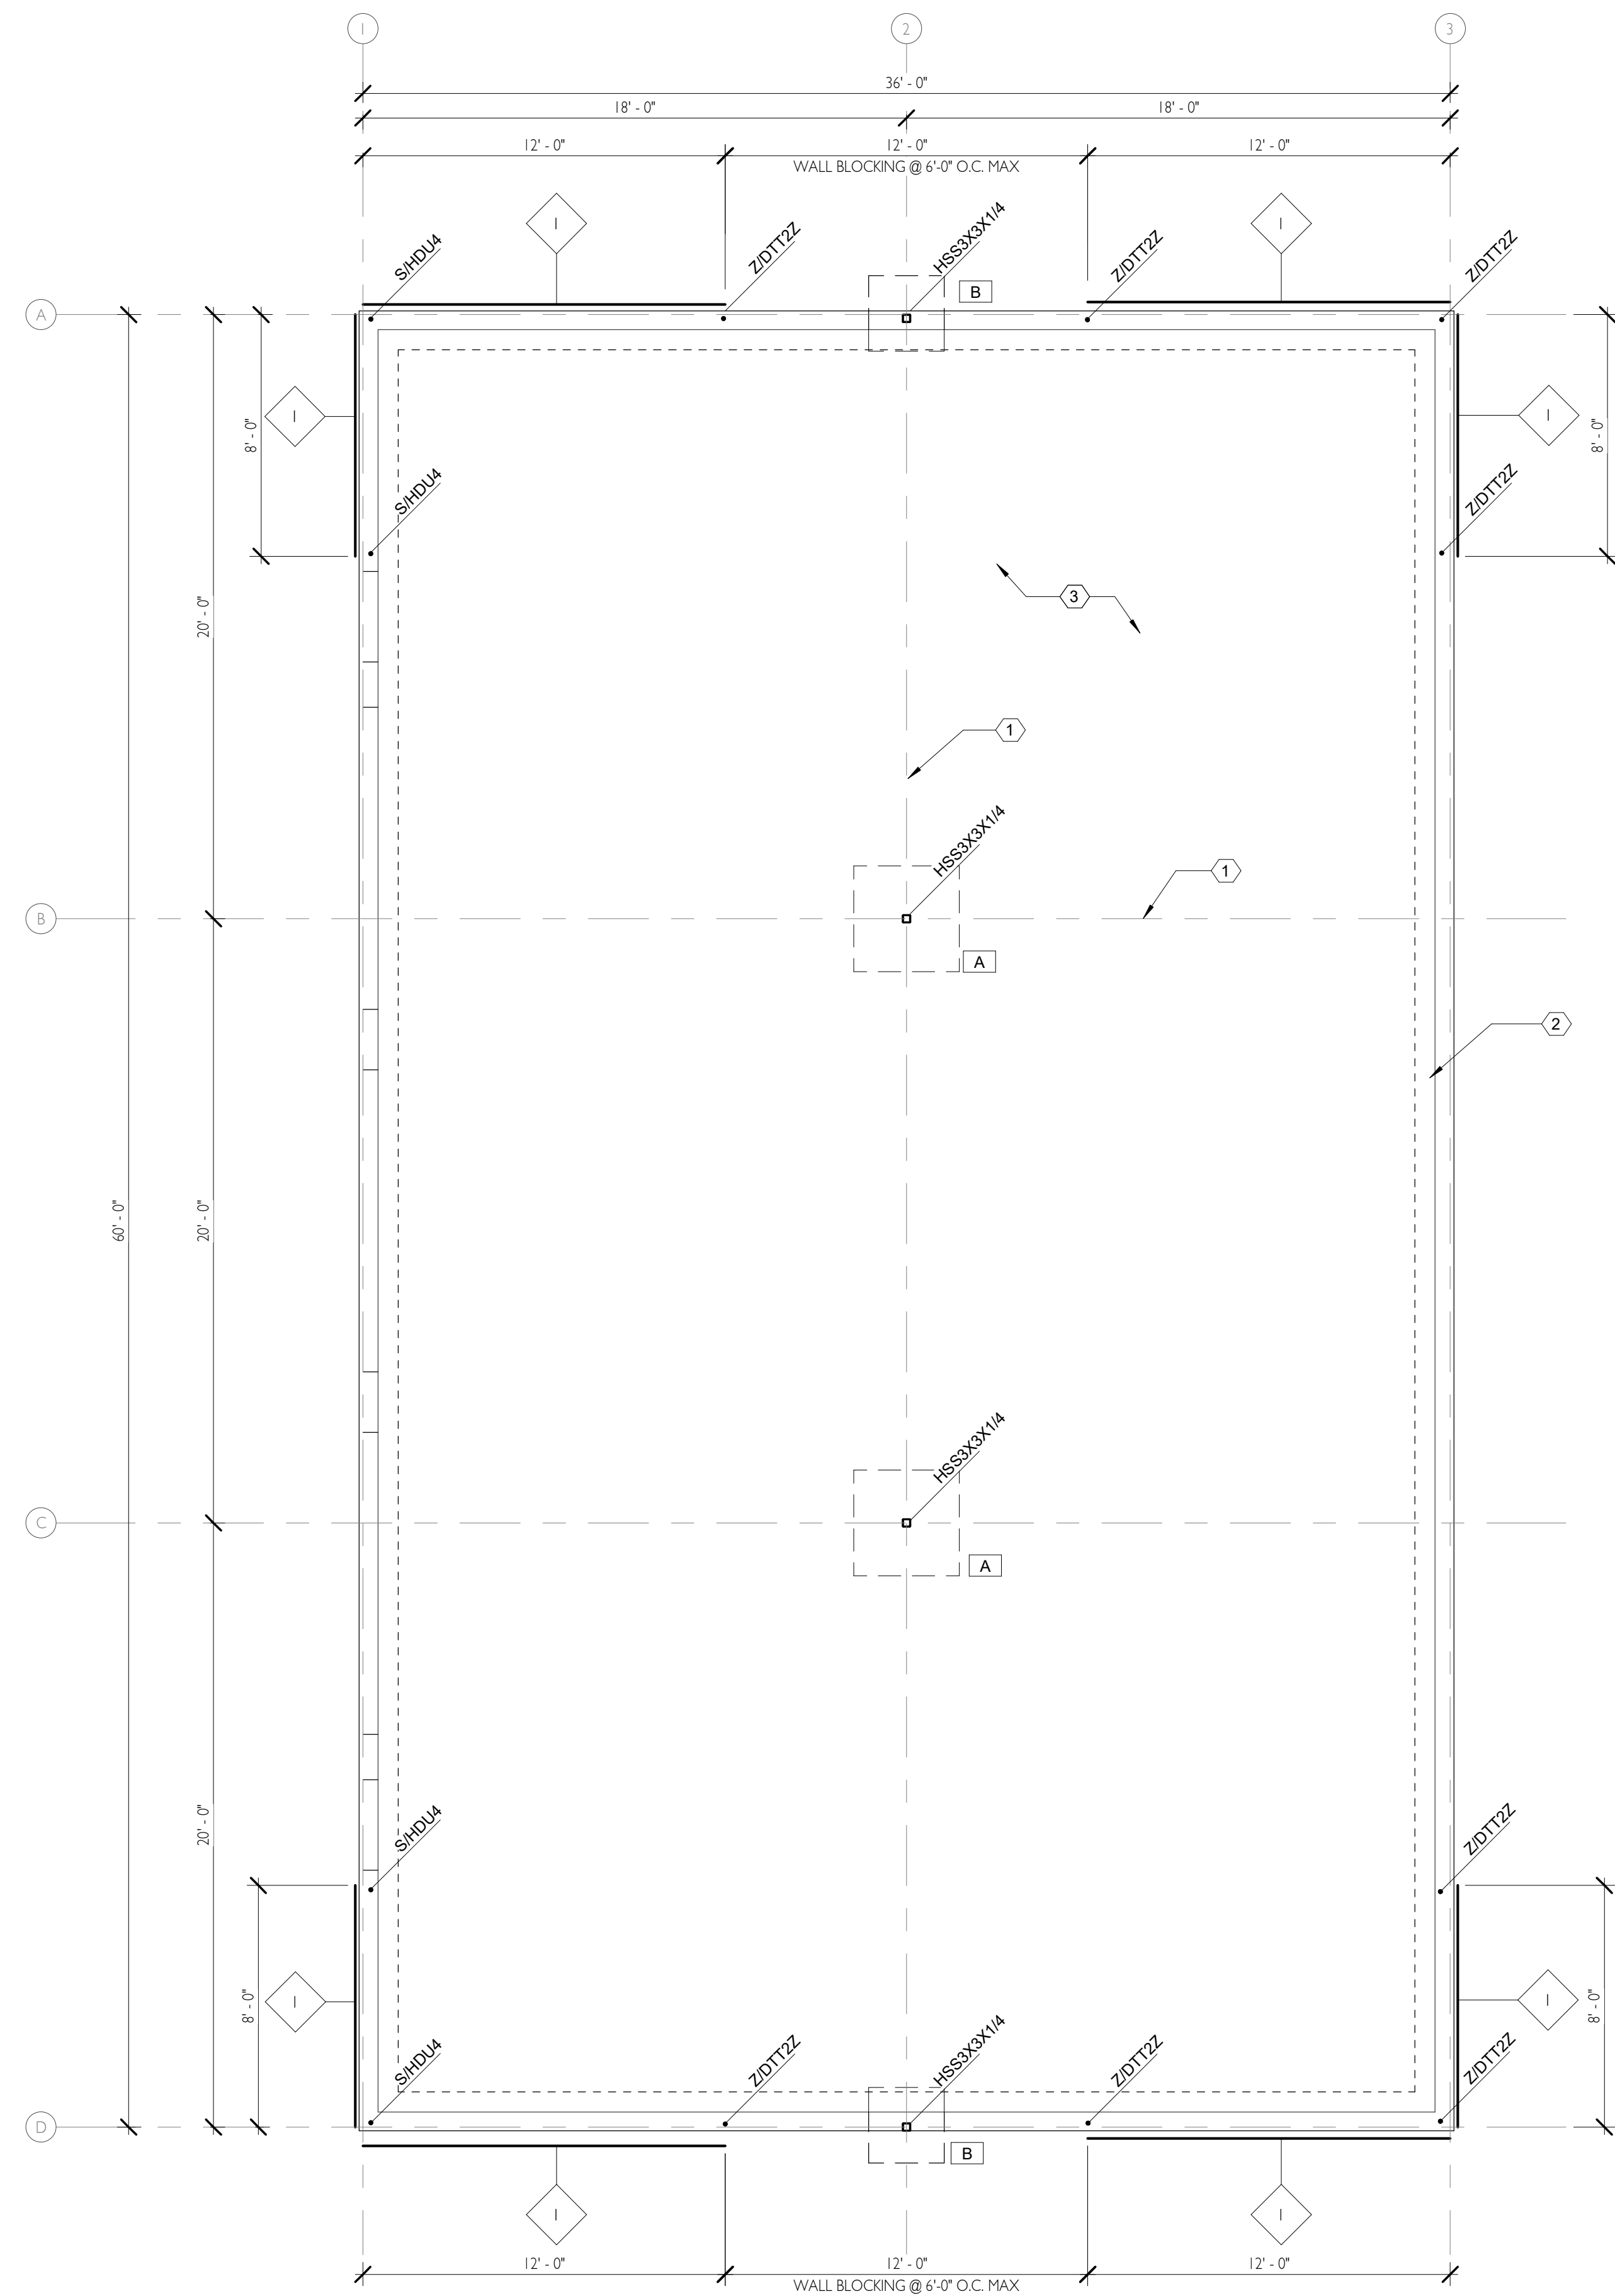 1
2
3
36' - 0"
18' - 0"
18' - 0"
12' - 0"
12' - 0"
12' - 0"
WALL BLOCKING @ 6'-0" O.C. MAX
1
1
S/HDU4
Z/DTT2Z
HSS3X3X1/4
Z/DTT2Z
Z/DTT2Z
B
A
1
1
8' - 0"
8' - 0"
S/HDU4
Z/DTT2Z
20' - 0"
3
1
HSS3X3X1/4
1
B
A
2
60' - 0"
20' - 0"
HSS3X3X1/4
C
A
20' - 0"
S/HDU4
Z/DTT2Z
1
1
8' - 0"
8' - 0"
S/HDU4
Z/DTT2Z
HSS3X3X1/4
Z/DTT2Z
Z/DTT2Z
D
B
1
1
12' - 0"
12' - 0"
12' - 0"
WALL BLOCKING @ 6'-0" O.C. MAX